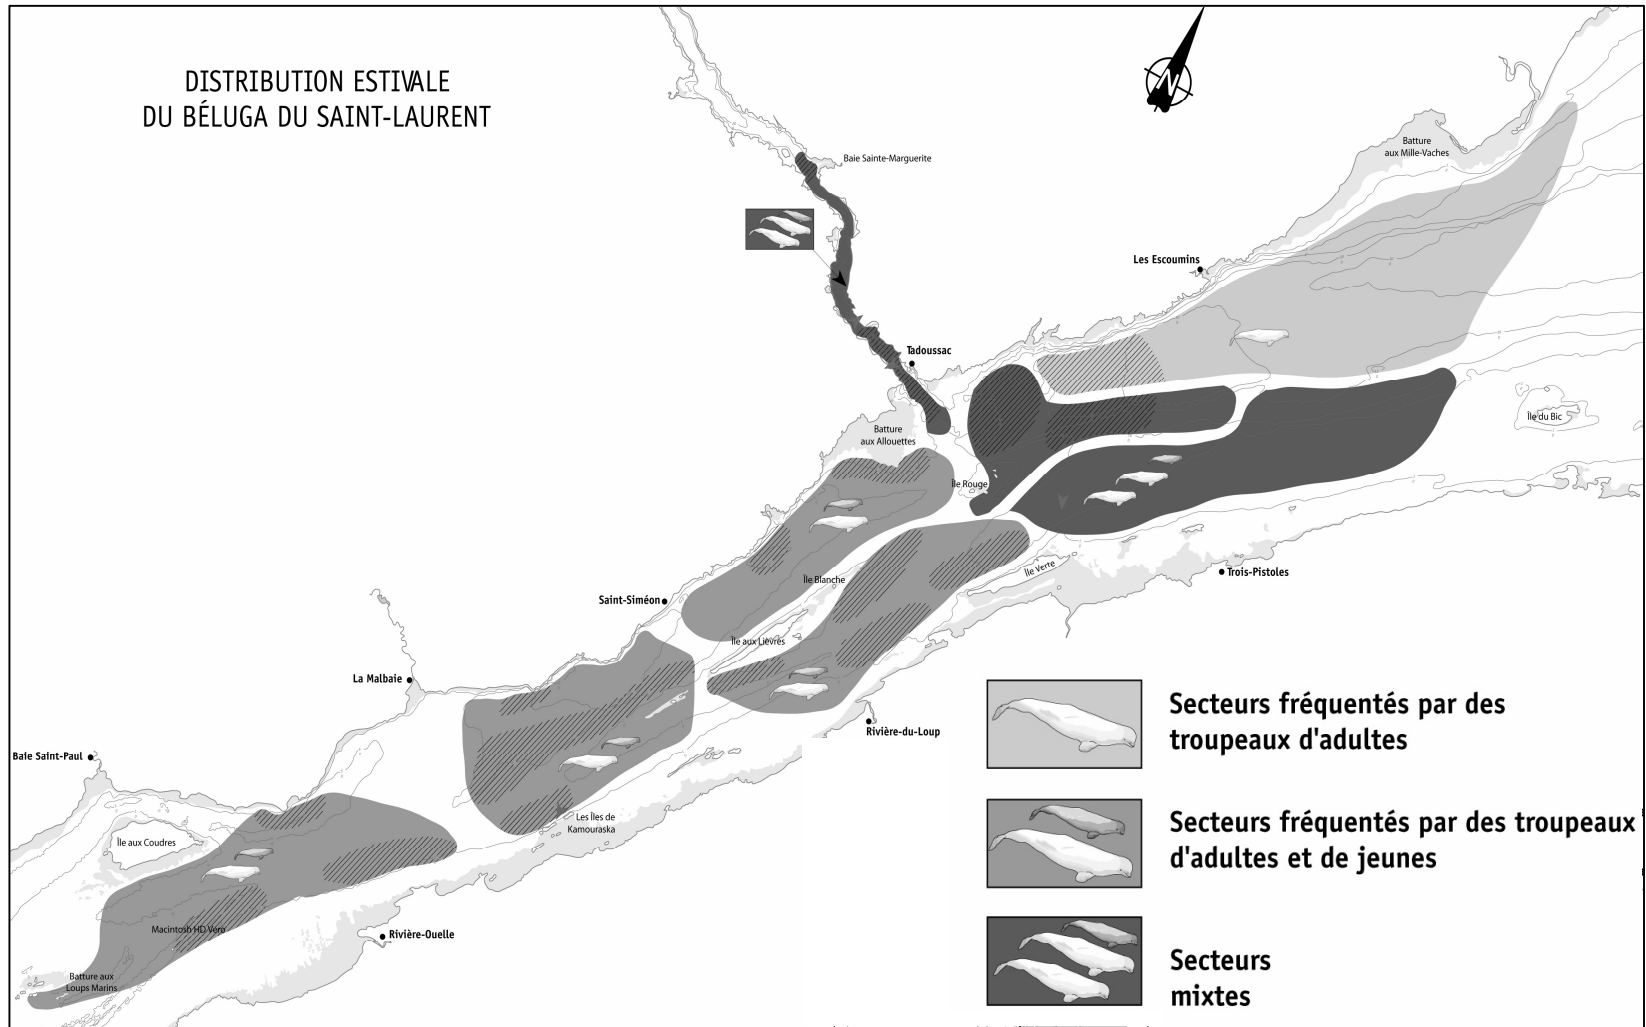 DISTRIBUTION ESTIVALE
DU BÉLUGA DU SAINT-LAURENT
N
Batture
aux Mille-Vaches
Baie Sainte-Marguerite
Les Escoumins
Tadoussac
Île du Bic
Batture
aux Allouettes
Île Rouge
Île Verte
Trois-Pistoles
Île Blanche
Saint-Siméon
Île aux Lièvres
La Malbaie
Rivière-du-Loup
Baie Saint-Paul
Les Îles de
Kamouraska
Île aux Coudres
Macintosh HD Véro
Rivière-Ouelle
Batture aux
Loups Marins
Secteurs fréquentés par des
troupeaux d'adultes
Secteurs fréquentés par des troupeaux
d'adultes et de jeunes
Secteurs
mixtes